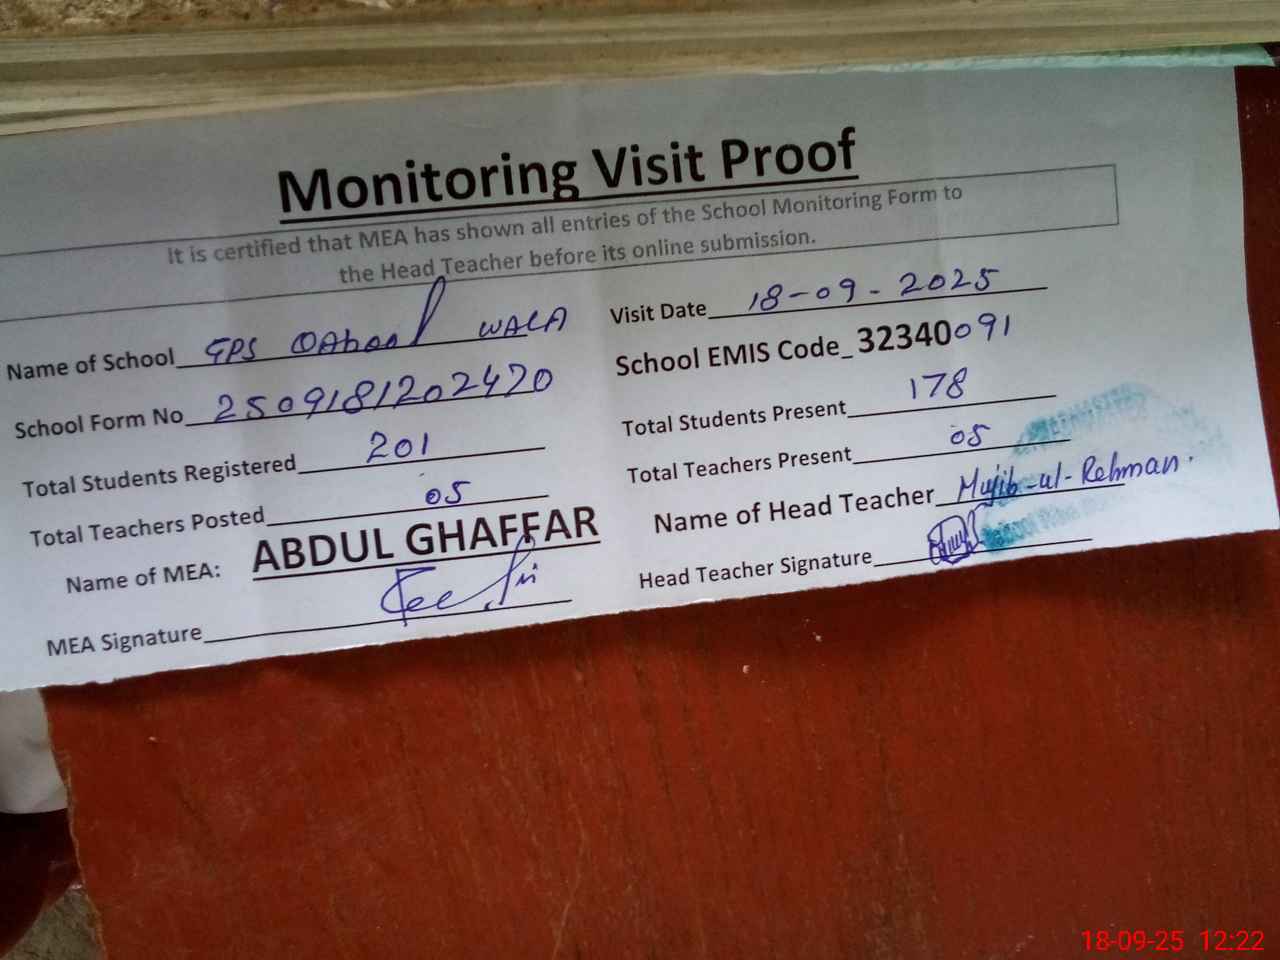 Monitoring Visit Proof
It is certified that MEA has shown all entries of the School Monitoring Form to
the Head Teacher before its online submission.
Name of School GPS WALA
Visit Date 18-09-2025
School Form No 2509181202420
School EMIS Code_ 32340091
Total Students Registered 201
Total Students Present 178
Total Teachers Posted 05
Total Teachers Present 05
Name of MEA: ABDUL GHAFFAR
Name of Head Teacher Mujib-ul-Rehman.
MEA Signature
Head Teacher Signature
18-09-25 12:22